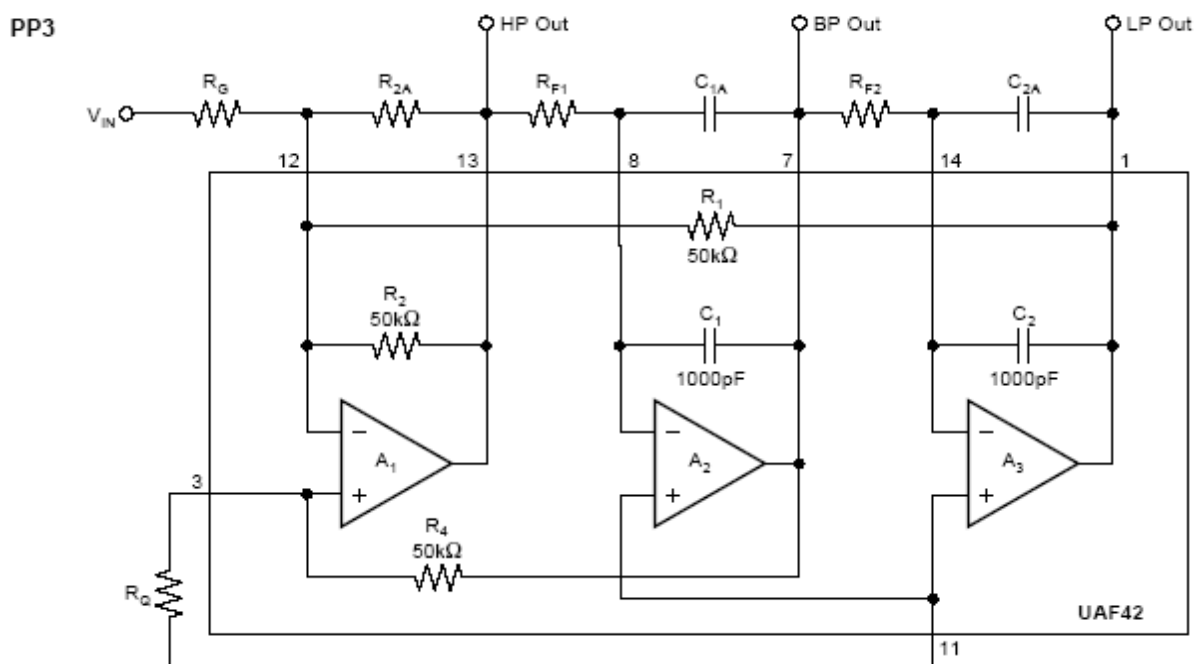 PP3
HP Out
BP Out
LP Out
R_G
R_2A
R_F1
C_1A
R_F2
C_2A
V_IN
12
13
8
7
14
1
R_1
50kΩ
R_2
50kΩ
C_1
1000pF
C_2
1000pF
−
A_1
+
−
A_2
+
−
A_3
+
3
R_4
50kΩ
R_Q
UAF42
11